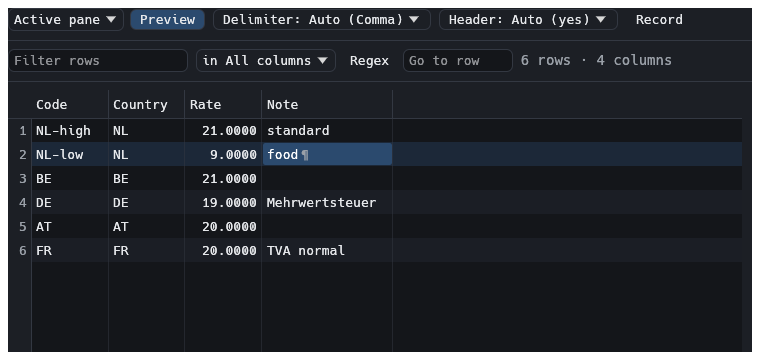 Active pane Preview Delimiter: Auto (Comma) Header: Auto (yes) Record
Filter rows in All columns Regex Go to row 6 rows · 4 columns
Code Country Rate Note
1 NL-high NL 21.0000 standard
2 NL-low NL 9.0000 food¶
3 BE BE 21.0000
4 DE DE 19.0000 Mehrwertsteuer
5 AT AT 20.0000
6 FR FR 20.0000 TVA normal